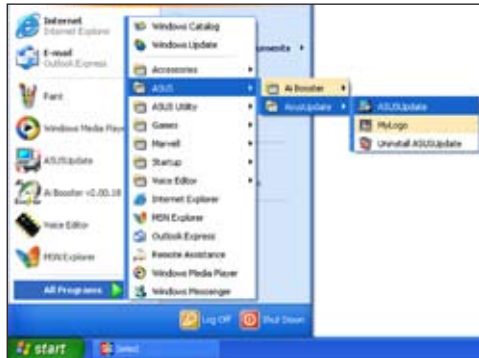 Internet
Internet Explorer
E-mail
Outlook Express
Paint
Windows Media Player
ASUSUpdate
Ai Booster v2.00.18
Voice Editor
MSN Explorer
All Programs
Windows Catalog
Windows Update
Accessories
ASUS
ASUS Utility
Games
Marvell
Startup
Voice Editor
Internet Explorer
MSN Explorer
Outlook Express
Remote Assistance
Windows Media Player
Windows Messenger
uments
Ai Booster
AsusUpdate
ASUSUpdate
MyLogo
Uninstall ASUSUpdate
Log Off
Shut Down
start